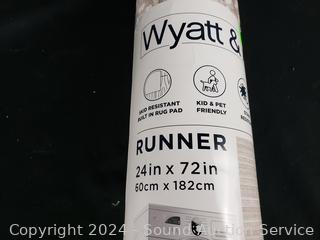 Wyatt &
SKID RESISTANT
BUILT IN RUG PAD
KID & PET
FRIENDLY
RUNNER
24in x 72in
60cm x 182cm
Copyright 2024 - Sound Auction Service